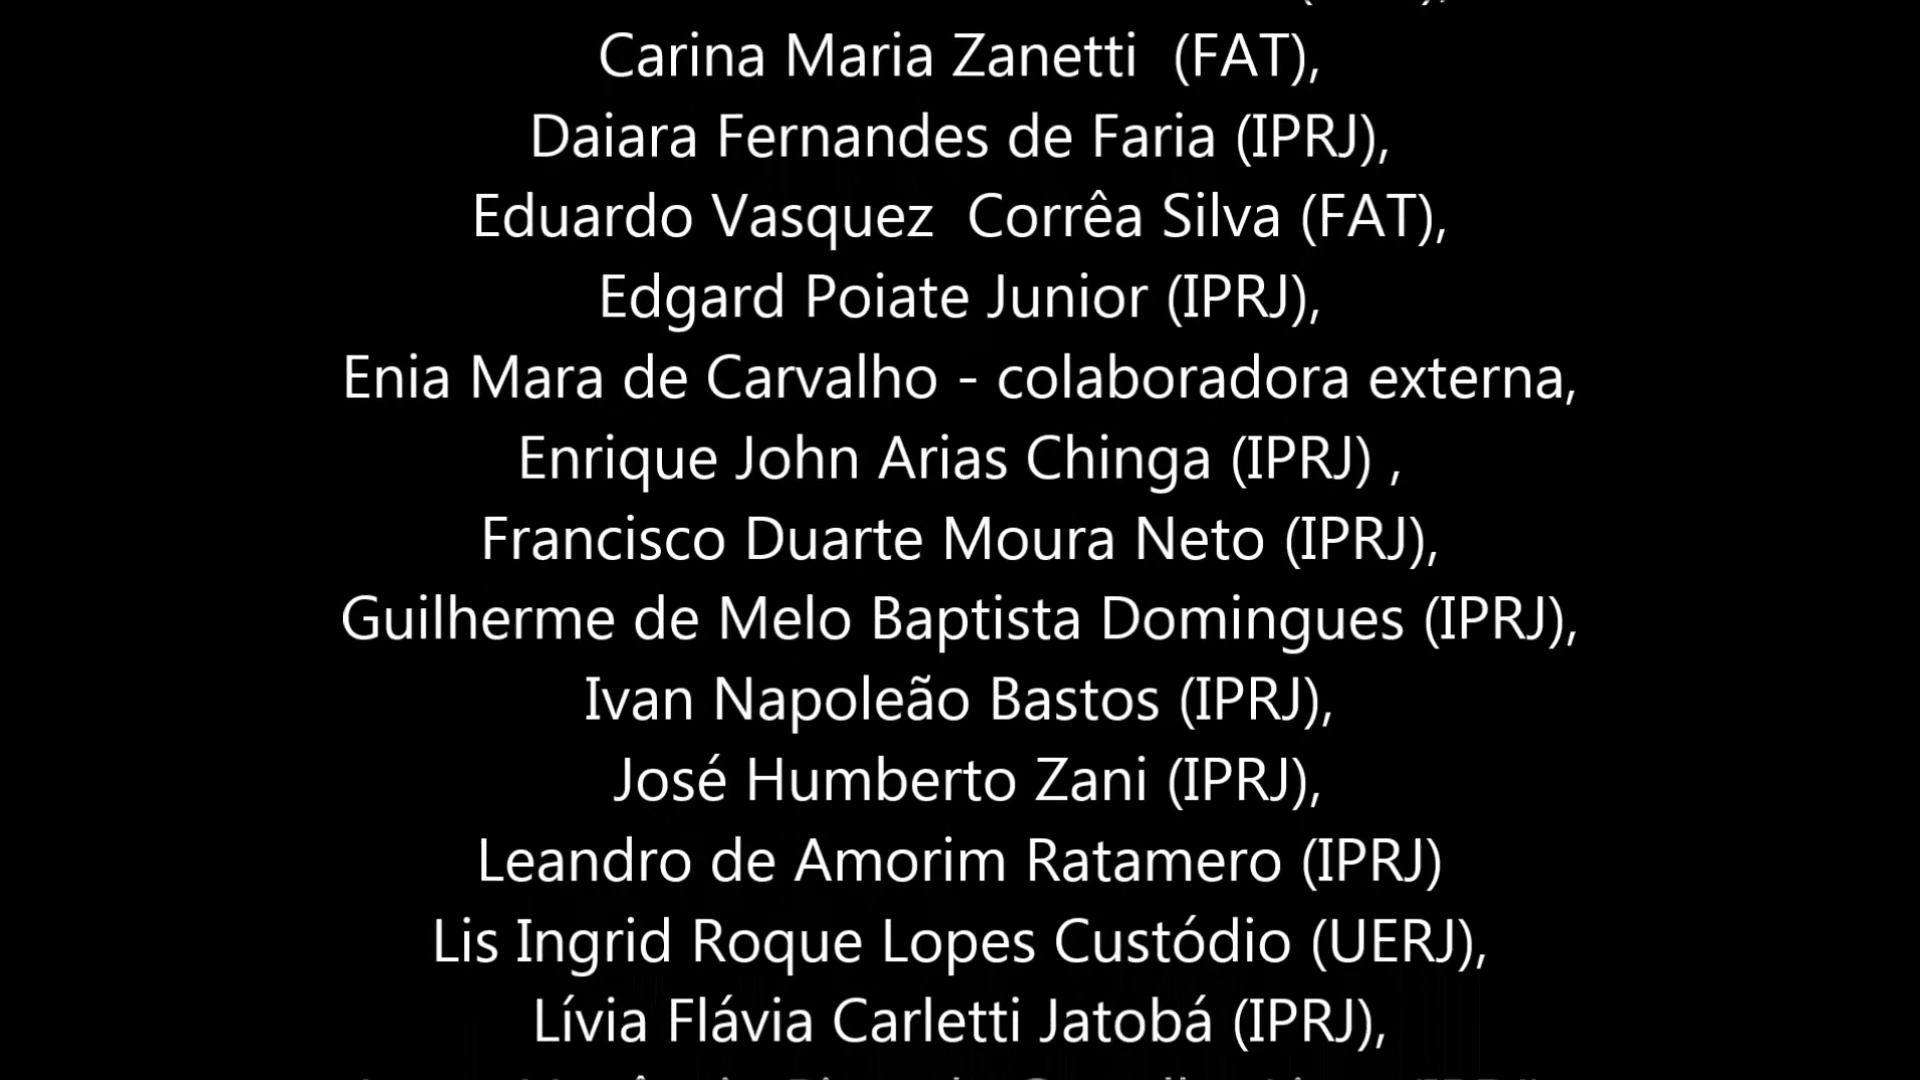 Carina Maria Zanetti  (FAT),
Daiara Fernandes de Faria (IPRJ),
Eduardo Vasquez  Corrêa Silva (FAT),
Edgard Poiate Junior (IPRJ),
Enia Mara de Carvalho - colaboradora externa,
Enrique John Arias Chinga (IPRJ) ,
Francisco Duarte Moura Neto (IPRJ),
Guilherme de Melo Baptista Domingues (IPRJ),
Ivan Napoleão Bastos (IPRJ),
José Humberto Zani (IPRJ),
Leandro de Amorim Ratamero (IPRJ)
Lis Ingrid Roque Lopes Custódio (UERJ),
Lívia Flávia Carletti Jatobá (IPRJ),